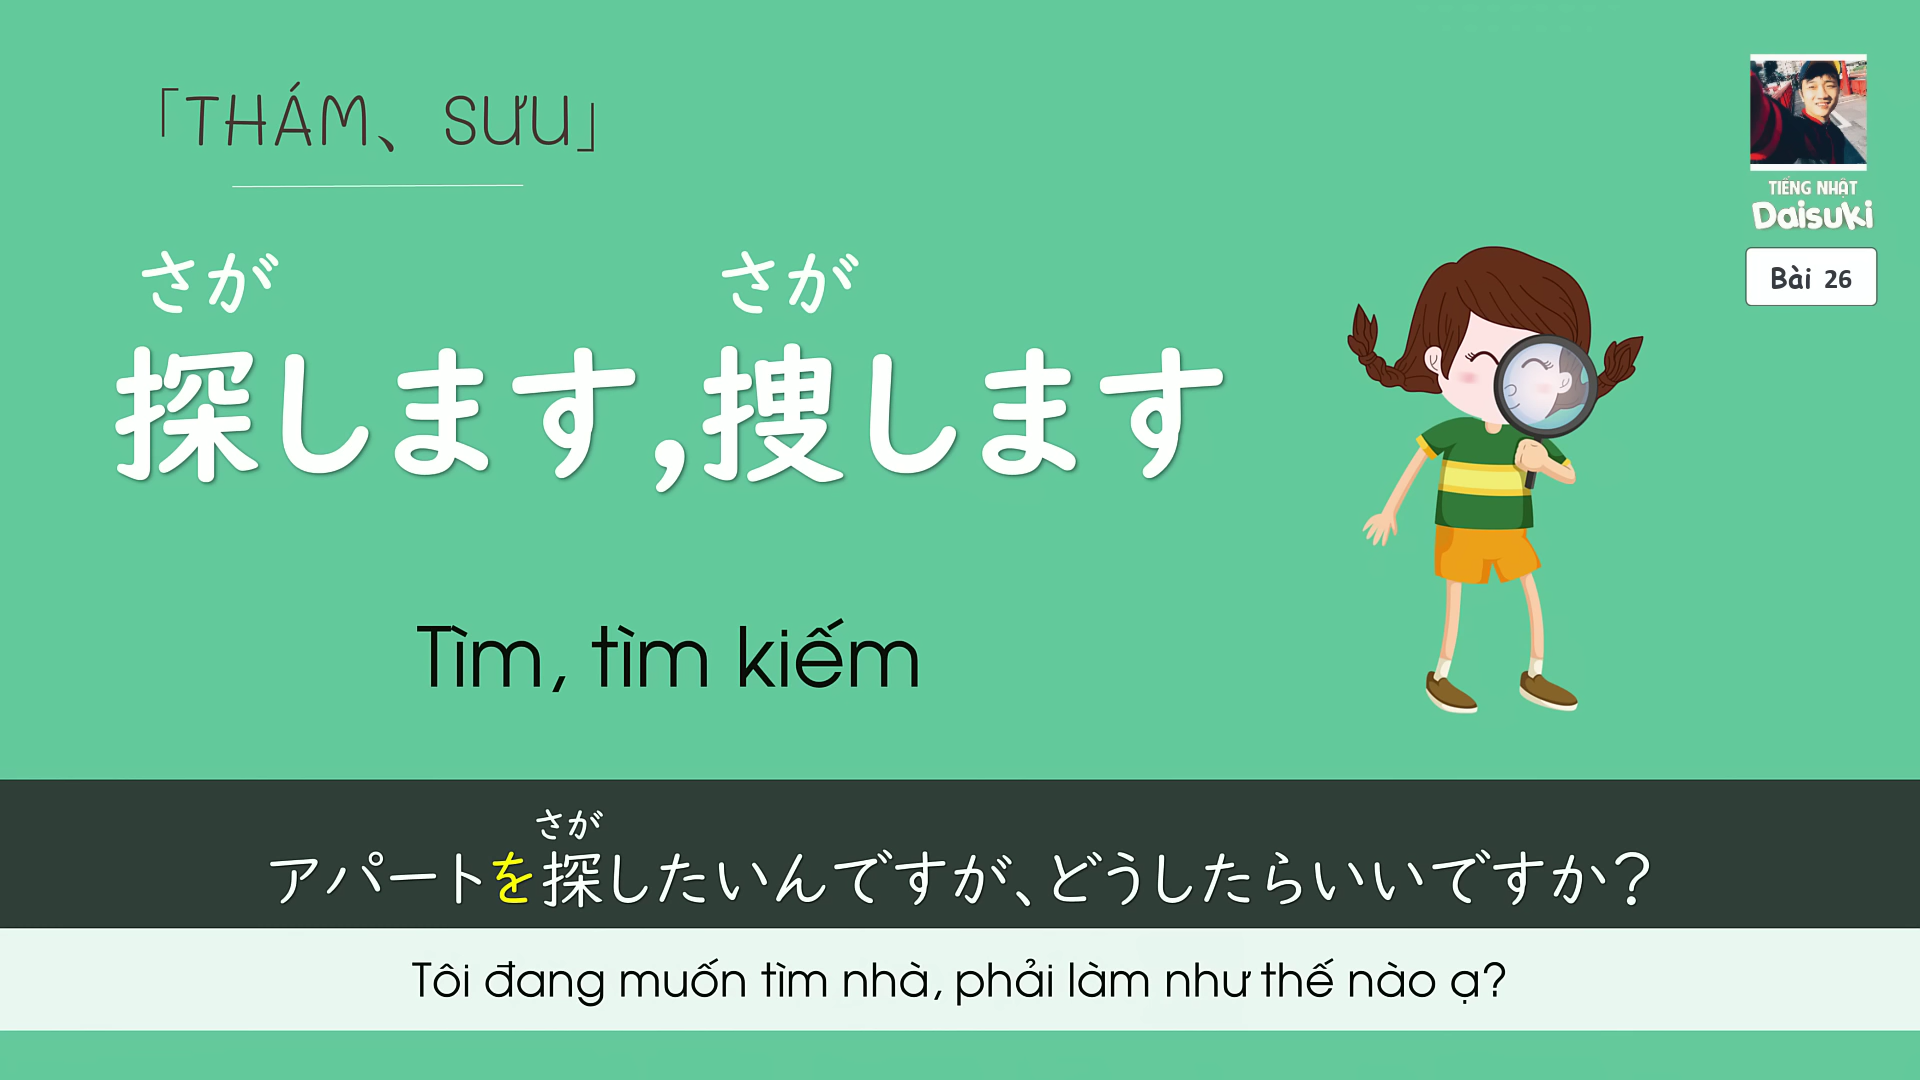 「THÁM、SƯU」
さが さが
探します,捜します
Tìm, tìm kiếm
TIẾNG NHẬT
Daisuki
Bài 26
さが
アパートを探したいんですが、どうしたらいいですか?
Tôi đang muốn tìm nhà, phải làm như thế nào ạ?